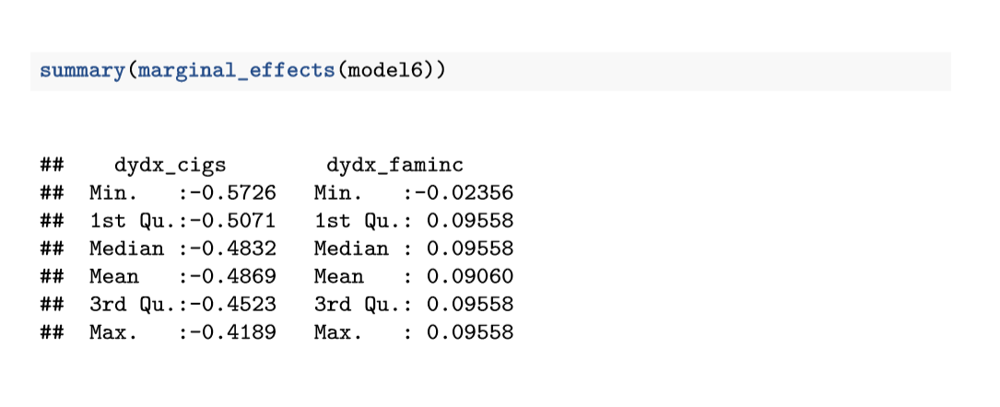 summary(marginal_effects(model6))
##    dydx_cigs        dydx_faminc
##  Min.   :-0.5726   Min.   :-0.02356
##  1st Qu.:-0.5071   1st Qu.: 0.09558
##  Median :-0.4832   Median : 0.09558
##  Mean   :-0.4869   Mean   : 0.09060
##  3rd Qu.:-0.4523   3rd Qu.: 0.09558
##  Max.   :-0.4189   Max.   : 0.09558